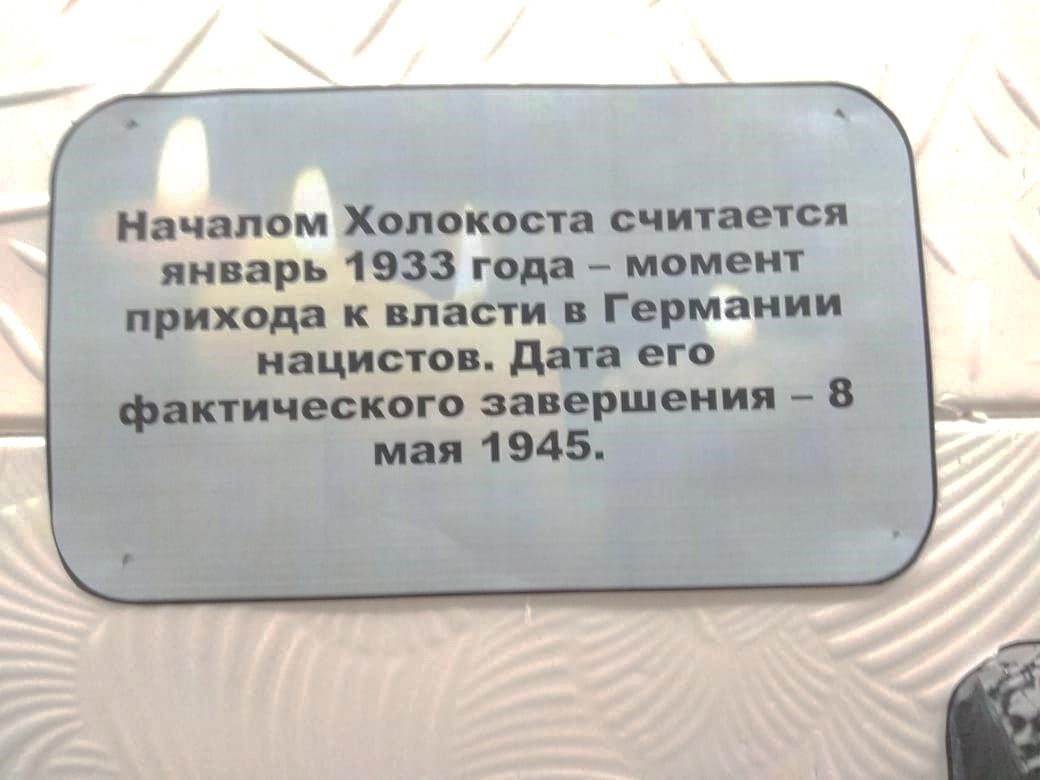 Началом Холокоста считается
январь 1933 года – момент
прихода к власти в Германии
нацистов. Дата его
фактического завершения – 8
мая 1945.